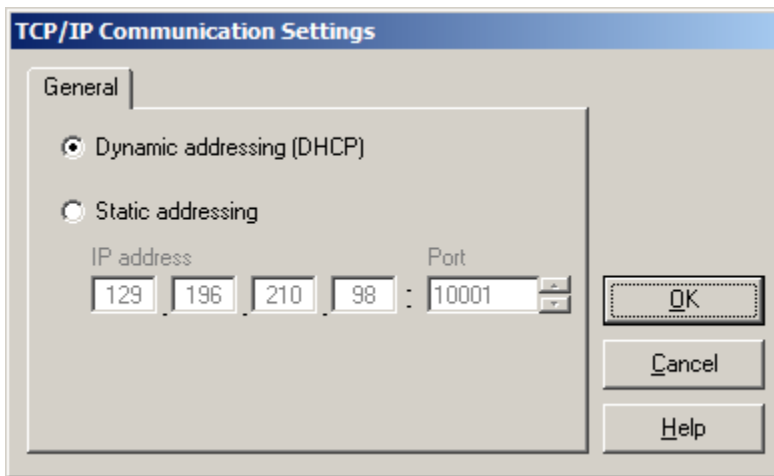 TCP/IP Communication Settings
General
Dynamic addressing (DHCP)
Static addressing
IP address Port
129 . 196 . 210 . 98 : 10001
OK
Cancel
Help